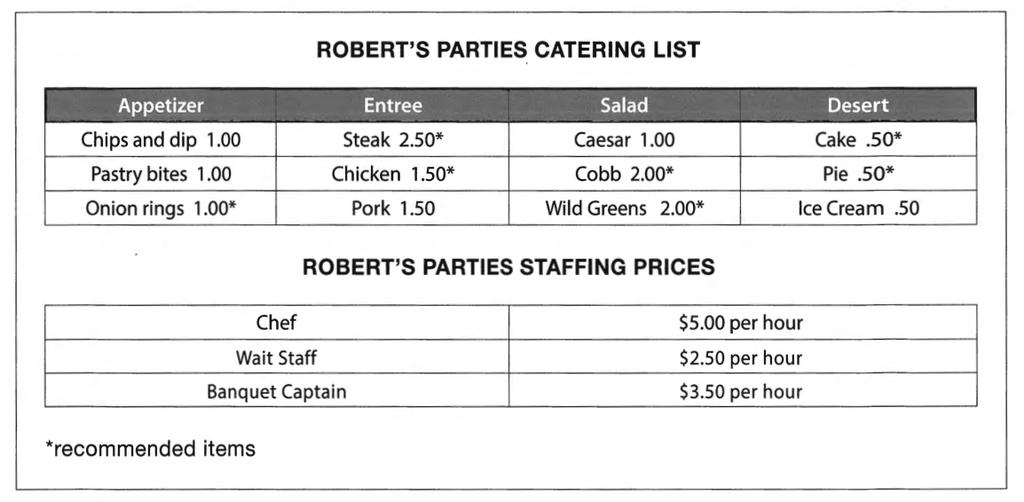 ROBERT'S PARTIES CATERING LIST
Appetizer Entree Salad Desert
Chips and dip 1.00 Steak 2.50* Caesar 1.00 Cake .50*
Pastry bites 1.00 Chicken 1.50* Cobb 2.00* Pie .50*
Onion rings 1.00* Pork 1.50 Wild Greens 2.00* Ice Cream .50
ROBERT'S PARTIES STAFFING PRICES
Chef $5.00 per hour
Wait Staff $2.50 per hour
Banquet Captain $3.50 per hour
*recommended items